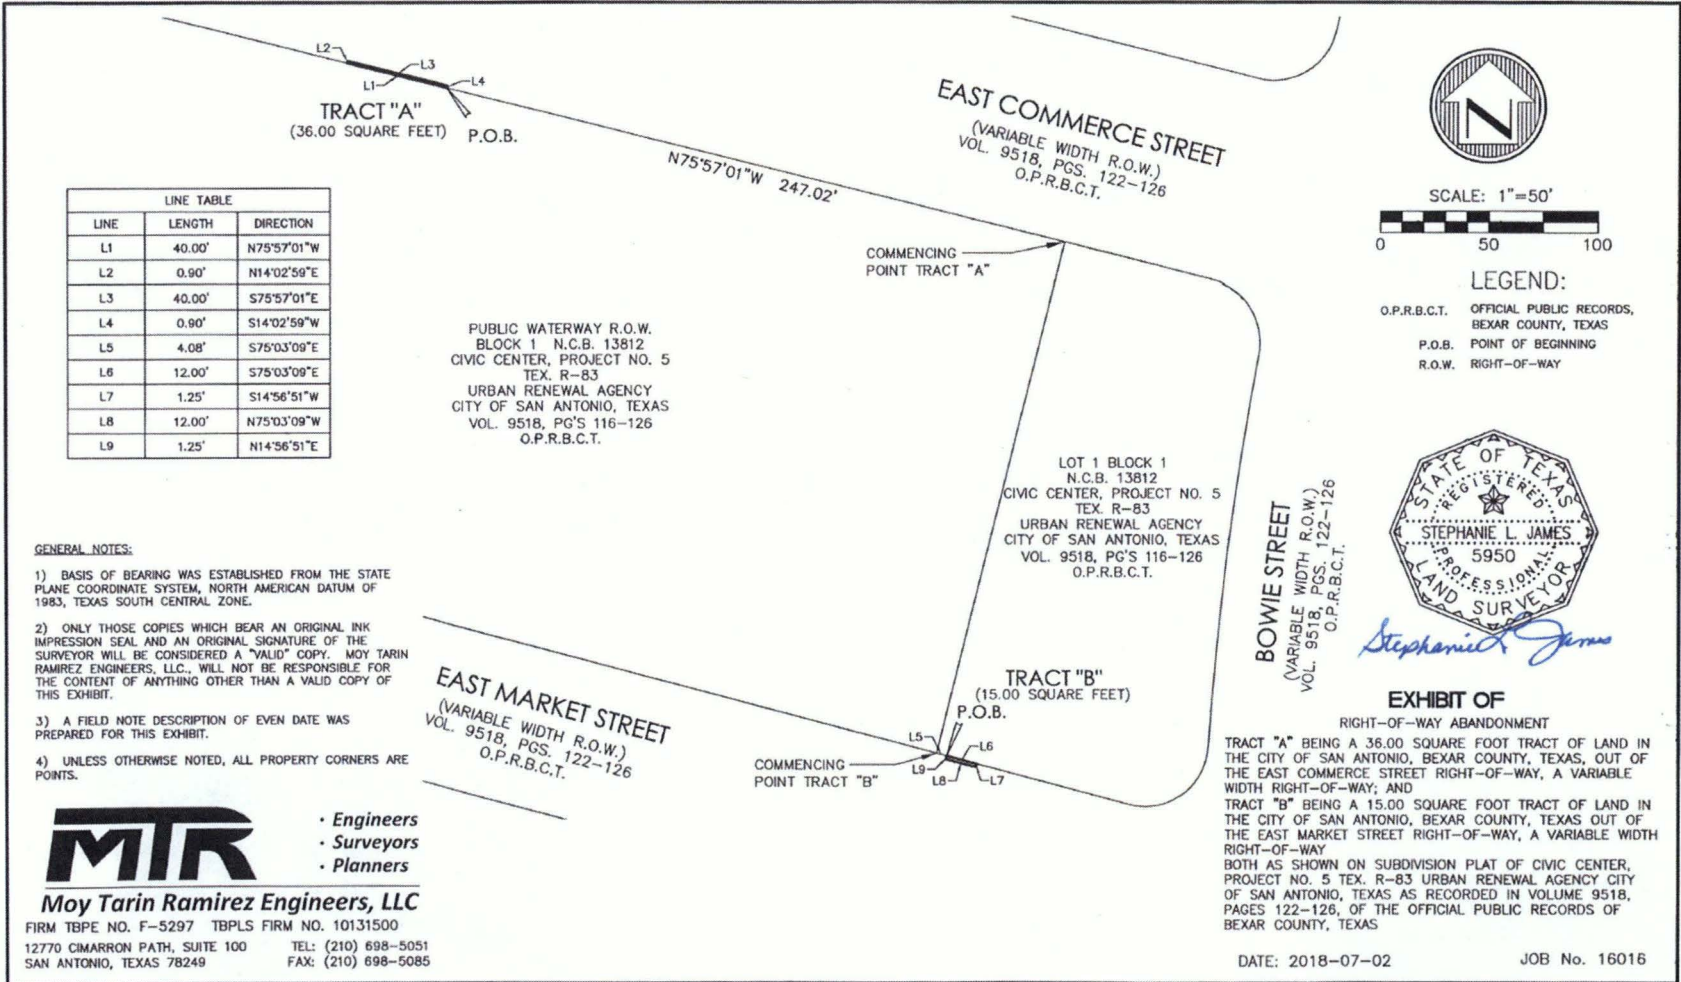 L2
L3
L1
L4
TRACT "A"
(36.00 SQUARE FEET)
P.O.B.
N75°57'01"W 247.02'
EAST COMMERCE STREET
(VARIABLE WIDTH R.O.W.)
VOL. 9518, PGS. 122-126
O.P.R.B.C.T.
N
SCALE: 1"=50'
0 50 100
LEGEND:
O.P.R.B.C.T. OFFICIAL PUBLIC RECORDS,
BEXAR COUNTY, TEXAS
P.O.B. POINT OF BEGINNING
R.O.W. RIGHT-OF-WAY
LINE TABLE
LINE LENGTH DIRECTION
L1 40.00' N75°57'01"W
L2 0.90' N14°02'59"E
L3 40.00' S75°57'01"E
L4 0.90' S14°02'59"W
L5 4.08' S75°03'09"E
L6 12.00' S75°03'09"E
L7 1.25' S14°56'51"W
L8 12.00' N75°03'09"W
L9 1.25' N14°56'51"E
COMMENCING
POINT TRACT "A"
PUBLIC WATERWAY R.O.W.
BLOCK 1 N.C.B. 13812
CIVIC CENTER, PROJECT NO. 5
TEX. R-83
URBAN RENEWAL AGENCY
CITY OF SAN ANTONIO, TEXAS
VOL. 9518, PG'S 116-126
O.P.R.B.C.T.
LOT 1 BLOCK 1
N.C.B. 13812
CIVIC CENTER, PROJECT NO. 5
TEX. R-83
URBAN RENEWAL AGENCY
CITY OF SAN ANTONIO, TEXAS
VOL. 9518, PG'S 116-126
O.P.R.B.C.T.
BOWIE STREET
(VARIABLE WIDTH R.O.W.)
VOL. 9518, PGS. 122-126
O.P.R.B.C.T.
STATE OF TEXAS
REGISTERED
STEPHANIE L. JAMES
5950
PROFESSIONAL
LAND SURVEYOR
Stephanie L James
GENERAL NOTES:
1) BASIS OF BEARING WAS ESTABLISHED FROM THE STATE
PLANE COORDINATE SYSTEM, NORTH AMERICAN DATUM OF
1983, TEXAS SOUTH CENTRAL ZONE.
2) ONLY THOSE COPIES WHICH BEAR AN ORIGINAL INK
IMPRESSION SEAL AND AN ORIGINAL SIGNATURE OF THE
SURVEYOR WILL BE CONSIDERED A "VALID" COPY. MOY TARIN
RAMIREZ ENGINEERS, LLC., WILL NOT BE RESPONSIBLE FOR
THE CONTENT OF ANYTHING OTHER THAN A VALID COPY OF
THIS EXHIBIT.
3) A FIELD NOTE DESCRIPTION OF EVEN DATE WAS
PREPARED FOR THIS EXHIBIT.
4) UNLESS OTHERWISE NOTED, ALL PROPERTY CORNERS ARE
POINTS.
EAST MARKET STREET
(VARIABLE WIDTH R.O.W.)
VOL. 9518, PGS. 122-126
O.P.R.B.C.T.
TRACT "B"
(15.00 SQUARE FEET)
P.O.B.
L5
L6
L9
L8
L7
COMMENCING
POINT TRACT "B"
EXHIBIT OF
RIGHT-OF-WAY ABANDONMENT
TRACT "A" BEING A 36.00 SQUARE FOOT TRACT OF LAND IN
THE CITY OF SAN ANTONIO, BEXAR COUNTY, TEXAS, OUT OF
THE EAST COMMERCE STREET RIGHT-OF-WAY, A VARIABLE
WIDTH RIGHT-OF-WAY; AND
TRACT "B" BEING A 15.00 SQUARE FOOT TRACT OF LAND IN
THE CITY OF SAN ANTONIO, BEXAR COUNTY, TEXAS OUT OF
THE EAST MARKET STREET RIGHT-OF-WAY, A VARIABLE WIDTH
RIGHT-OF-WAY
BOTH AS SHOWN ON SUBDIVISION PLAT OF CIVIC CENTER,
PROJECT NO. 5 TEX. R-83 URBAN RENEWAL AGENCY CITY
OF SAN ANTONIO, TEXAS AS RECORDED IN VOLUME 9518,
PAGES 122-126, OF THE OFFICIAL PUBLIC RECORDS OF
BEXAR COUNTY, TEXAS
DATE: 2018-07-02 JOB No. 16016
MTR
· Engineers
· Surveyors
· Planners
Moy Tarin Ramirez Engineers, LLC
FIRM TBPE NO. F-5297 TBPLS FIRM NO. 10131500
12770 CIMARRON PATH, SUITE 100 TEL: (210) 698-5051
SAN ANTONIO, TEXAS 78249 FAX: (210) 698-5085